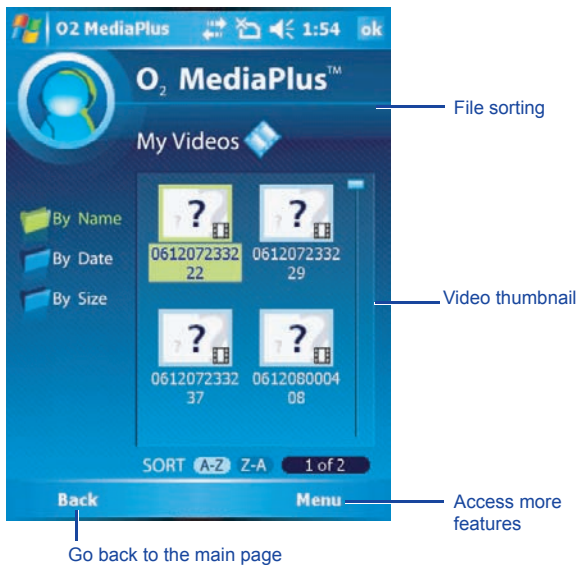 O2 MediaPlus 1:54 ok
O2 MediaPlus™
File sorting
My Videos
By Name
By Date
By Size
? ?
0612072332
22
0612072332
29
Video thumbnail
? ?
0612072332
37
0612080004
08
SORT A-Z Z-A 1 of 2
Back Menu
Access more
features
Go back to the main page